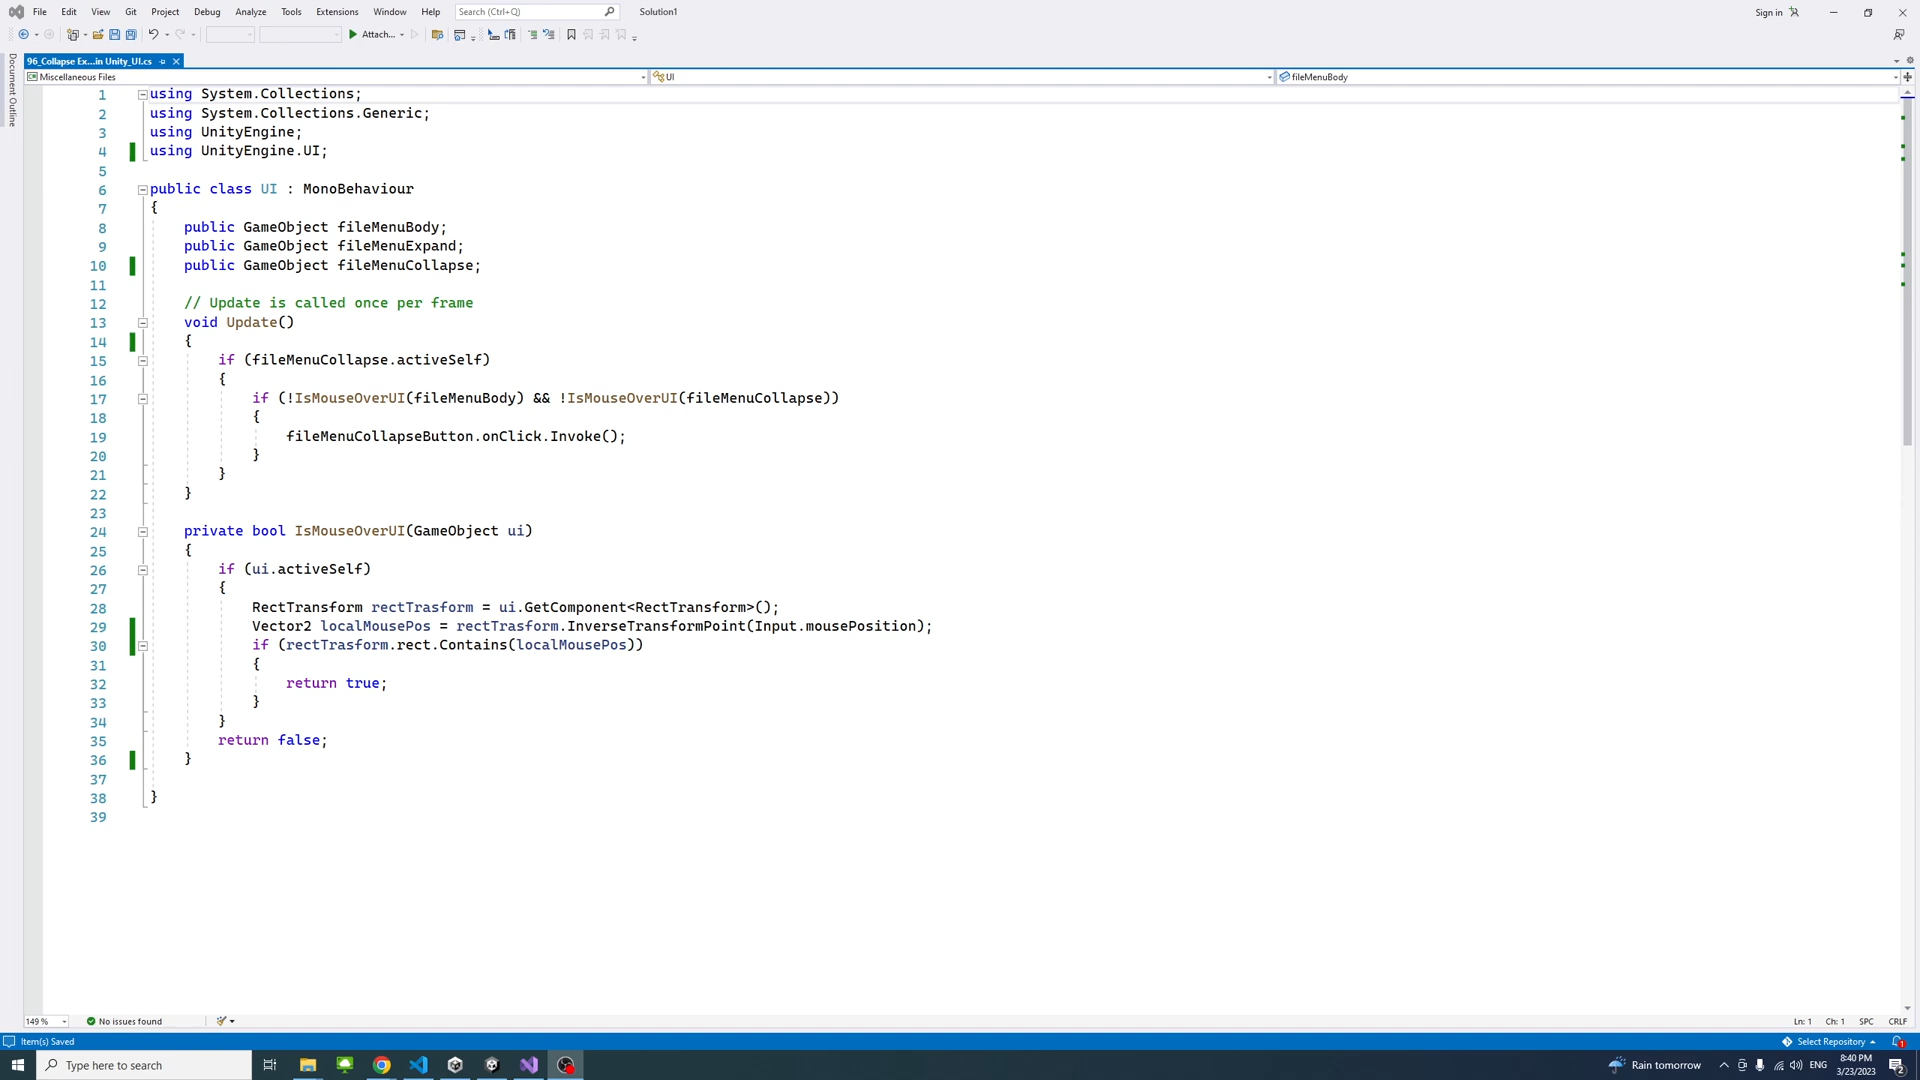 File Edit View Git Project Debug Analyze Tools Extensions Window Help Search (Ctrl+Q) Solution1 Sign in
Attach...
Document Outline
96_Collapse Ex...in Unity_UI.cs
Miscellaneous Files UI fileMenuBody
1 using System.Collections;
2 using System.Collections.Generic;
3 using UnityEngine;
4 using UnityEngine.UI;
5
6 public class UI : MonoBehaviour
7 {
8 public GameObject fileMenuBody;
9 public GameObject fileMenuExpand;
10 public GameObject fileMenuCollapse;
11
12 // Update is called once per frame
13 void Update()
14 {
15 if (fileMenuCollapse.activeSelf)
16 {
17 if (!IsMouseOverUI(fileMenuBody) && !IsMouseOverUI(fileMenuCollapse))
18 {
19 fileMenuCollapseButton.onClick.Invoke();
20 }
21 }
22 }
23
24 private bool IsMouseOverUI(GameObject ui)
25 {
26 if (ui.activeSelf)
27 {
28 RectTransform rectTrasform = ui.GetComponent<RectTransform>();
29 Vector2 localMousePos = rectTrasform.InverseTransformPoint(Input.mousePosition);
30 if (rectTrasform.rect.Contains(localMousePos))
31 {
32 return true;
33 }
34 }
35 return false;
36 }
37
38 }
39
149 % No issues found Ln: 1 Ch: 1 SPC CRLF
Item(s) Saved Select Repository 1
Type here to search Rain tomorrow ENG 8:40 PM
3/23/2023 2